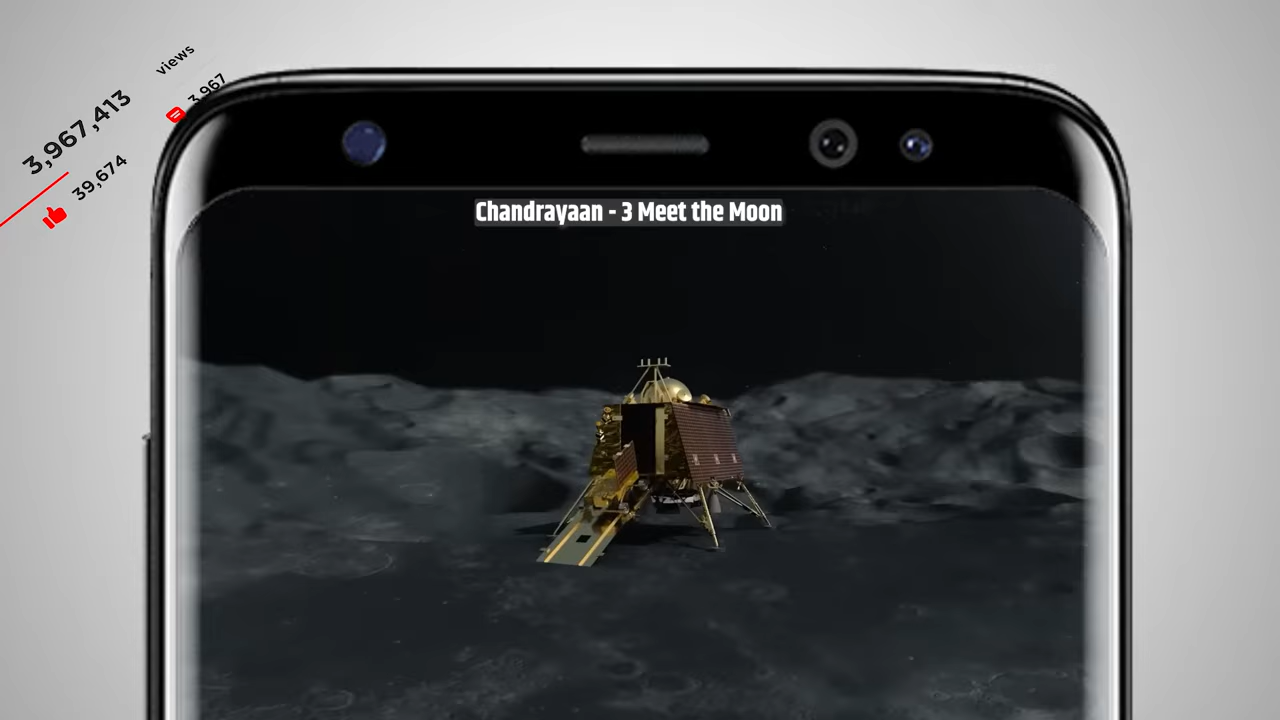 views
3,967,413
3,967
39,674
Chandrayaan - 3 Meet the Moon